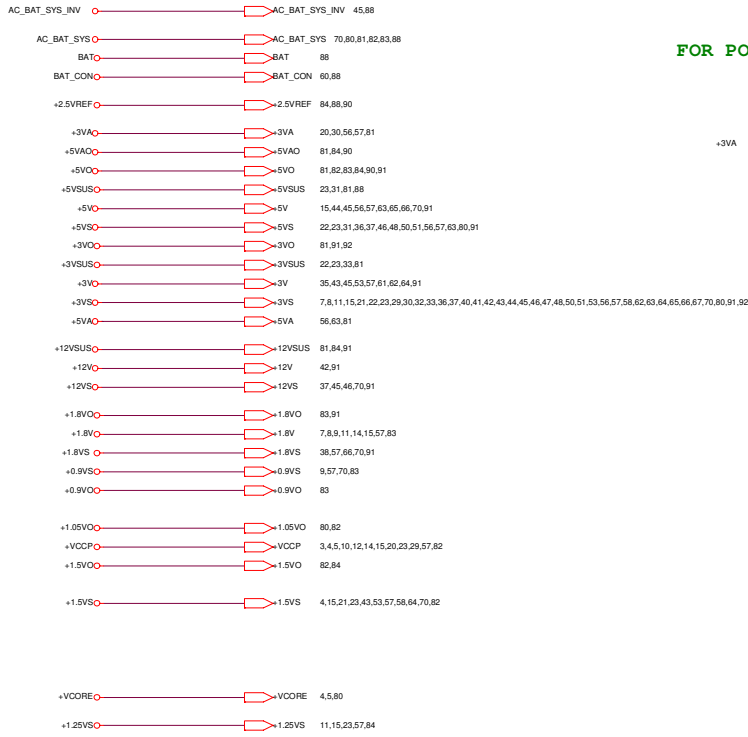 AC_BAT_SYS_INV AC_BAT_SYS_INV 45,88
AC_BAT_SYS AC_BAT_SYS 70,80,81,82,83,88
FOR PO
BAT BAT 88
BAT_CON BAT_CON 60,88
+2.5VREF +2.5VREF 84,88,90
+3VA +3VA 20,30,56,57,81
+3VA
+5VAO +5VAO 81,84,90
+5VO +5VO 81,82,83,84,90,91
+5VSUS +5VSUS 23,31,81,88
+5V +5V 15,44,45,56,57,63,65,66,70,91
+5VS +5VS 22,23,31,36,37,46,48,50,51,56,57,63,80,91
+3VO +3VO 81,91,92
+3VSUS +3VSUS 22,23,33,81
+3V +3V 35,43,45,53,57,61,62,64,91
+3VS +3VS 7,8,11,15,21,22,23,29,30,32,33,36,37,40,41,42,43,44,45,46,47,48,50,51,53,56,57,58,62,63,64,65,66,67,70,80,91,92
+5VA +5VA 56,63,81
+12VSUS +12VSUS 81,84,91
+12V +12V 42,91
+12VS +12VS 37,45,46,70,91
+1.8VO +1.8VO 83,91
+1.8V +1.8V 7,8,9,11,14,15,57,83
+1.8VS +1.8VS 38,57,66,70,91
+0.9VS +0.9VS 9,57,70,83
+0.9VO +0.9VO 83
+1.05VO +1.05VO 80,82
+VCCP +VCCP 3,4,5,10,12,14,15,20,23,29,57,82
+1.5VO +1.5VO 82,84
+1.5VS +1.5VS 4,15,21,23,43,53,57,58,64,70,82
+VCORE +VCORE 4,5,80
+1.25VS +1.25VS 11,15,23,57,84